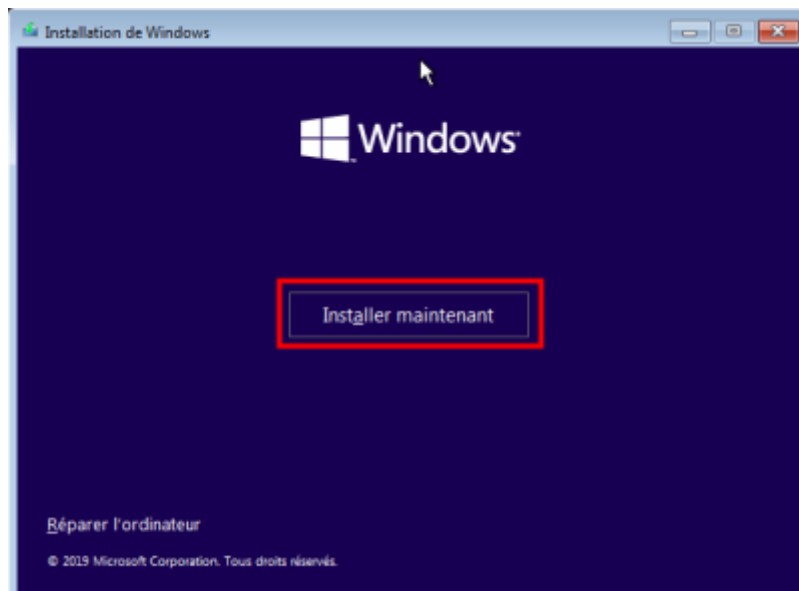 Installation de Windows
Windows
Installer maintenant
Réparer l'ordinateur
© 2019 Microsoft Corporation. Tous droits réservés.